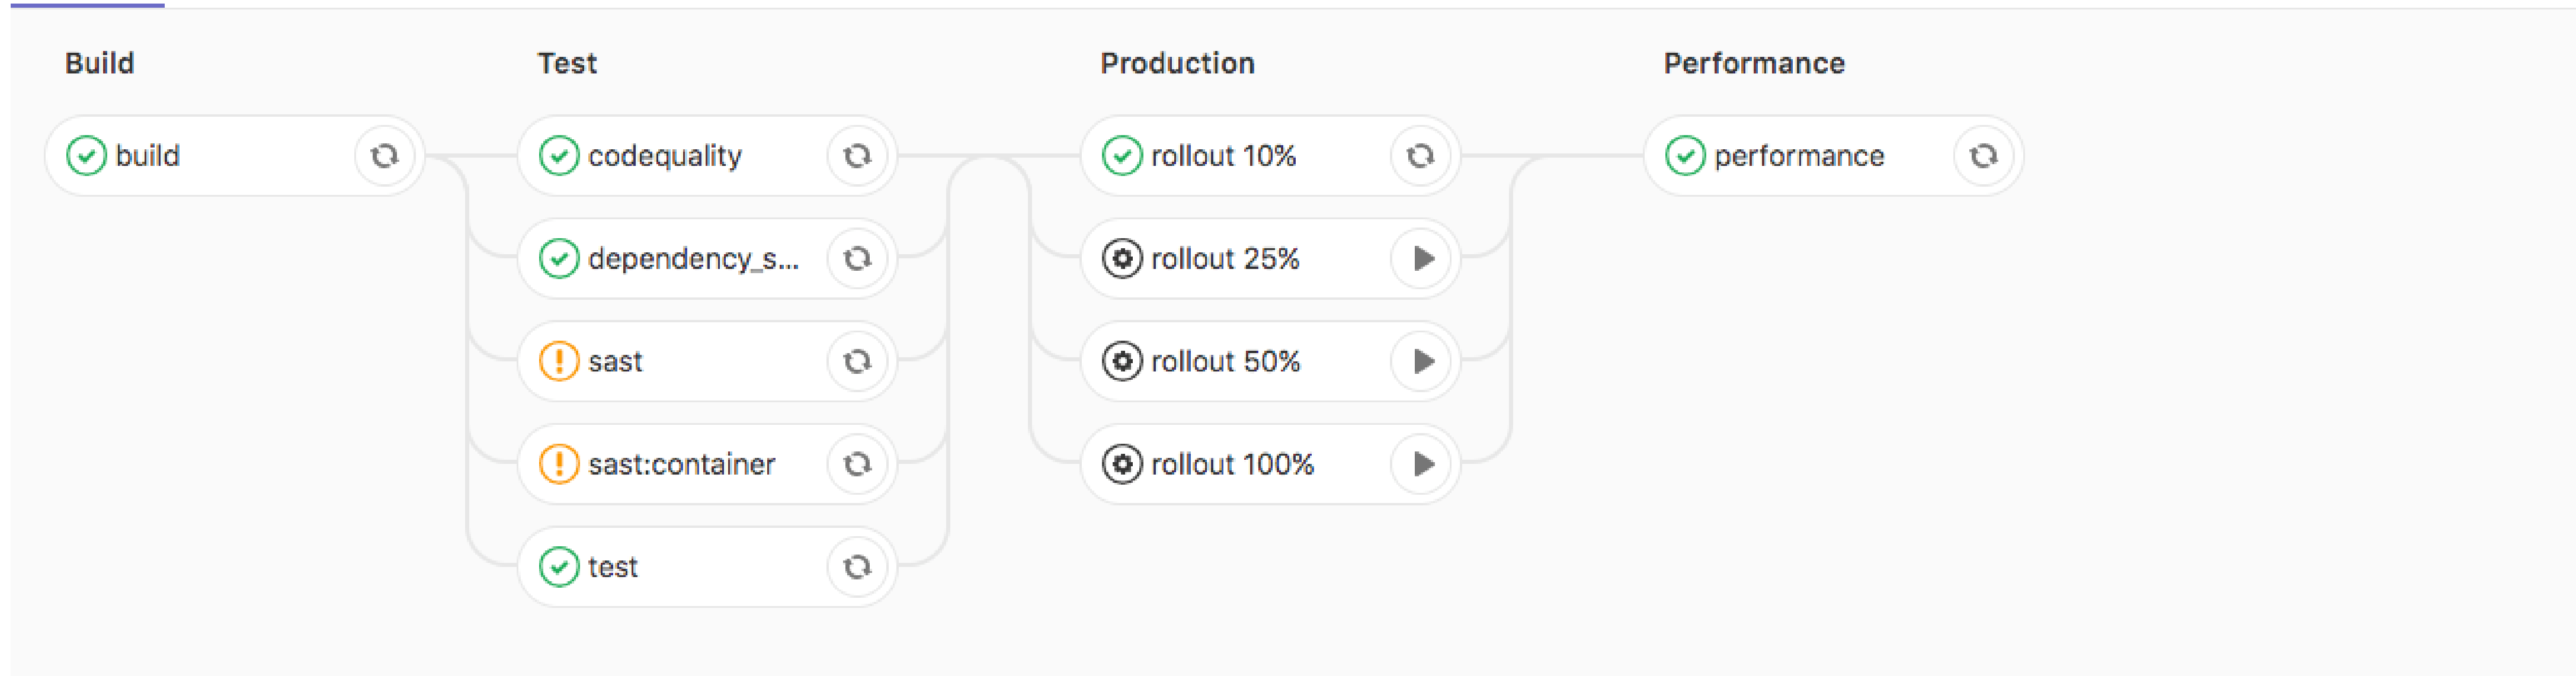 Build
build
Test
codequality
dependency_s...
sast
sast:container
test
Production
rollout 10%
rollout 25%
rollout 50%
rollout 100%
Performance
performance